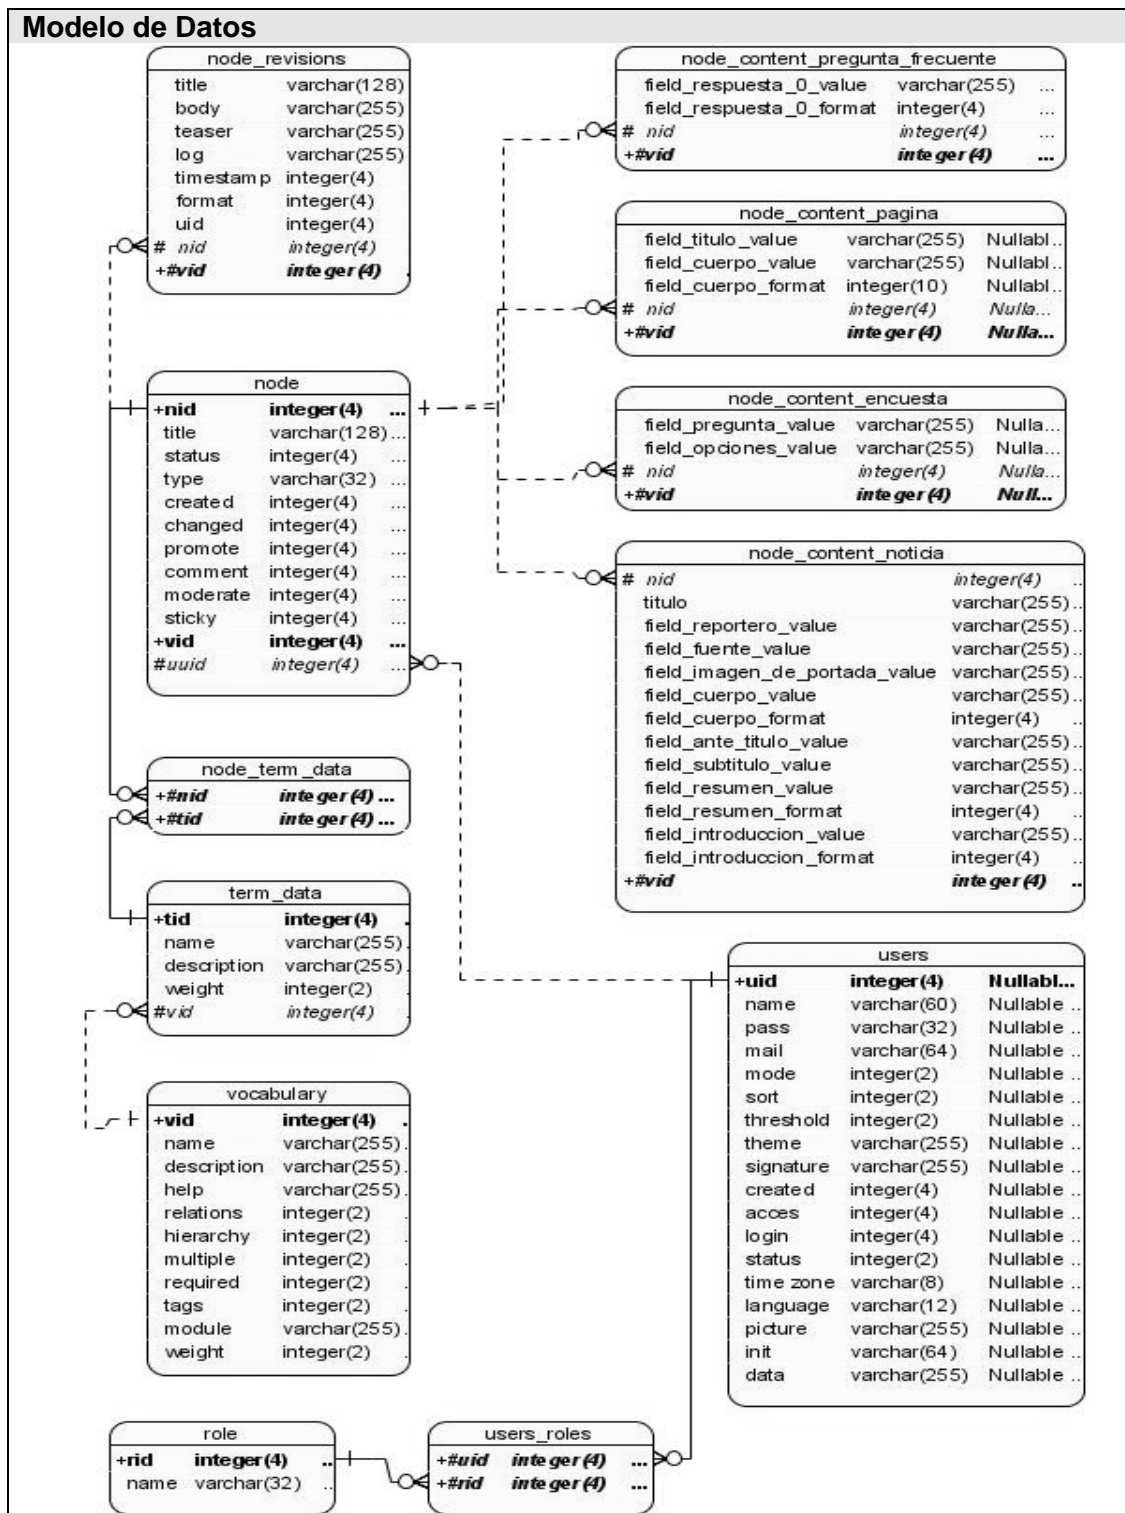 Modelo de Datos
node_revisions
title varchar(128)
body varchar(255)
teaser varchar(255)
log varchar(255)
timestamp integer(4)
format integer(4)
uid integer(4)
# nid integer(4)
+#vid integer(4) .
node
+nid integer(4) ...
title varchar(128)...
status integer(4) ...
type varchar(32) ...
created integer(4) ...
changed integer(4) ...
promote integer(4) ...
comment integer(4) ...
moderate integer(4) ...
sticky integer(4) ...
+vid integer(4) ...
#uuid integer(4) ...
node_term_data
+#nid integer(4) ...
+#tid integer(4) ...
term_data
+tid integer(4) .
name varchar(255).
description varchar(255).
weight integer(2) .
#vid integer(4) .
vocabulary
+vid integer(4) .
name varchar(255).
description varchar(255).
help varchar(255).
relations integer(2) .
hierarchy integer(2) .
multiple integer(2) .
required integer(2) .
tags integer(2) .
module varchar(255).
weight integer(2) .
role
+rid integer(4) ..
name varchar(32) ..
users_roles
+#uid integer(4) ...
+#rid integer(4) ...
node_content_pregunta_frecuente
field_respuesta_0_value varchar(255) ...
field_respuesta_0_format integer(4) ...
# nid integer(4) ...
+#vid integer(4) ...
node_content_pagina
field_titulo_value varchar(255) Nullabl...
field_cuerpo_value varchar(255) Nullabl...
field_cuerpo_format integer(10) Nullabl...
# nid integer(4) Nulla...
+#vid integer(4) Nulla...
node_content_encuesta
field_pregunta_value varchar(255) Nulla...
field_opciones_value varchar(255) Nulla...
# nid integer(4) Nulla...
+#vid integer(4) Null...
node_content_noticia
# nid integer(4) ..
titulo varchar(255)..
field_reportero_value varchar(255)..
field_fuente_value varchar(255)..
field_imagen_de_portada_value varchar(255)..
field_cuerpo_value varchar(255)..
field_cuerpo_format integer(4) ..
field_ante_titulo_value varchar(255)..
field_subtitulo_value varchar(255)..
field_resumen_value varchar(255)..
field_resumen_format integer(4) ..
field_introduccion_value varchar(255)..
field_introduccion_format integer(4) ..
+#vid integer(4) ..
users
+uid integer(4) Nullabl...
name varchar(60) Nullable ..
pass varchar(32) Nullable ..
mail varchar(64) Nullable ..
mode integer(2) Nullable ..
sort integer(2) Nullable ..
threshold integer(2) Nullable ..
theme varchar(255) Nullable ..
signature varchar(255) Nullable ..
created integer(4) Nullable ..
acces integer(4) Nullable ..
login integer(4) Nullable ..
status integer(2) Nullable ..
time zone varchar(8) Nullable ..
language varchar(12) Nullable ..
picture varchar(255) Nullable ..
init varchar(64) Nullable ..
data varchar(255) Nullable ..